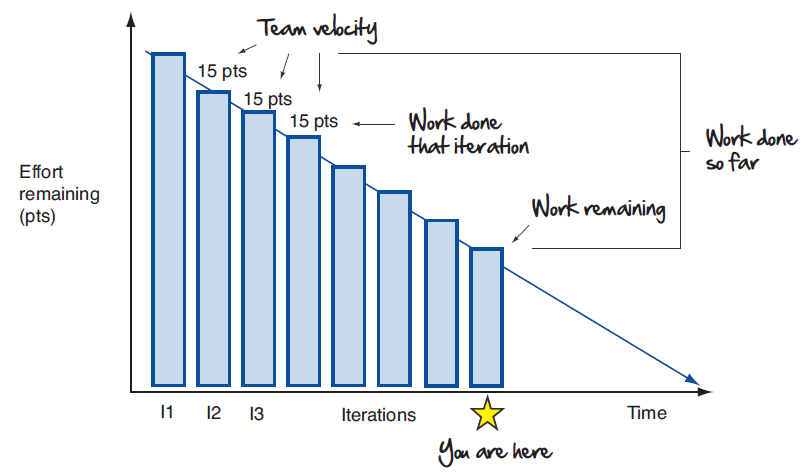 Team velocity
15 pts
15 pts
15 pts
Work done
that iteration
Work done
so far
Effort
remaining
(pts)
Work remaining
I1 I2 I3 Iterations Time
You are here